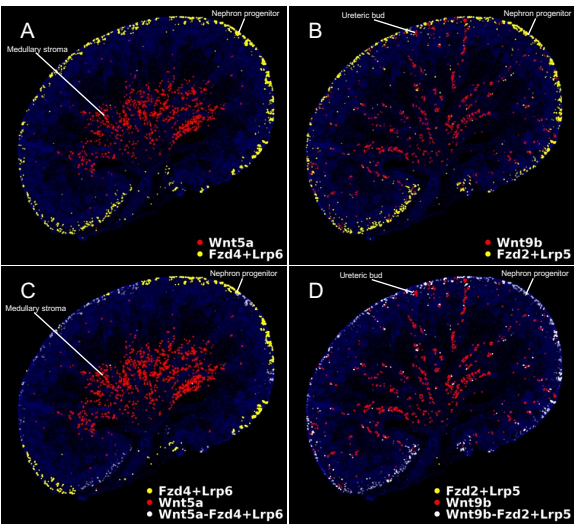 A
Nephron progenitor
Medullary stroma
Wnt5a
Fzd4+Lrp6
B
Ureteric bud
Nephron progenitor
Wnt9b
Fzd2+Lrp5
C
Nephron progenitor
Medullary stroma
Fzd4+Lrp6
Wnt5a
Wnt5a-Fzd4+Lrp6
D
Ureteric bud
Nephron progenitor
Fzd2+Lrp5
Wnt9b
Wnt9b-Fzd2+Lrp5